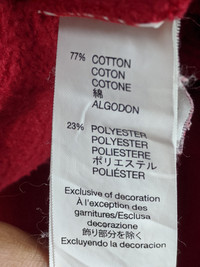 77% COTTON
COTON
COTONE
綿
ALGODON
23% POLYESTER
POLYESTER
POLIESTERE
ポリエステル
POLIÉSTER
Exclusive of decoration
À l'exception des
garnitures/Esclusa
decorazione
飾り部分を除く
Excluyendo la decoracion